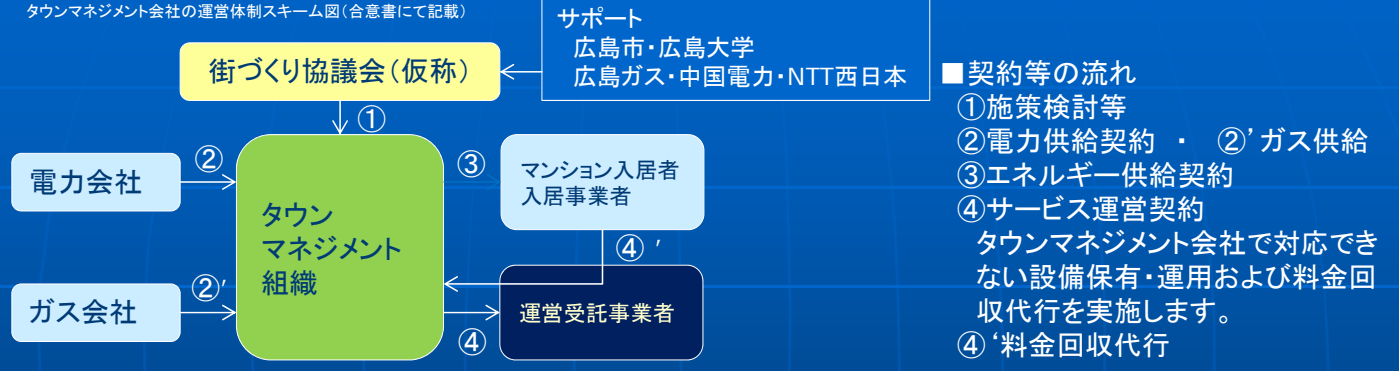 タウンマネジメント会社の運営体制スキーム図（合意書にて記載）
サポート
広島市・広島大学
広島ガス・中国電力・NTT西日本
街づくり協議会（仮称）
①
電力会社
②
タウン
マネジメント
組織
③
マンション入居者
入居事業者
④ ’
ガス会社
②’
④
運営受託事業者
■契約等の流れ
①施策検討等
②電力供給契約 ・ ②’ガス供給
③エネルギー供給契約
④サービス運営契約
タウンマネジメント会社で対応でき
ない設備保有・運用および料金回
収代行を実施します。
④‘料金回収代行